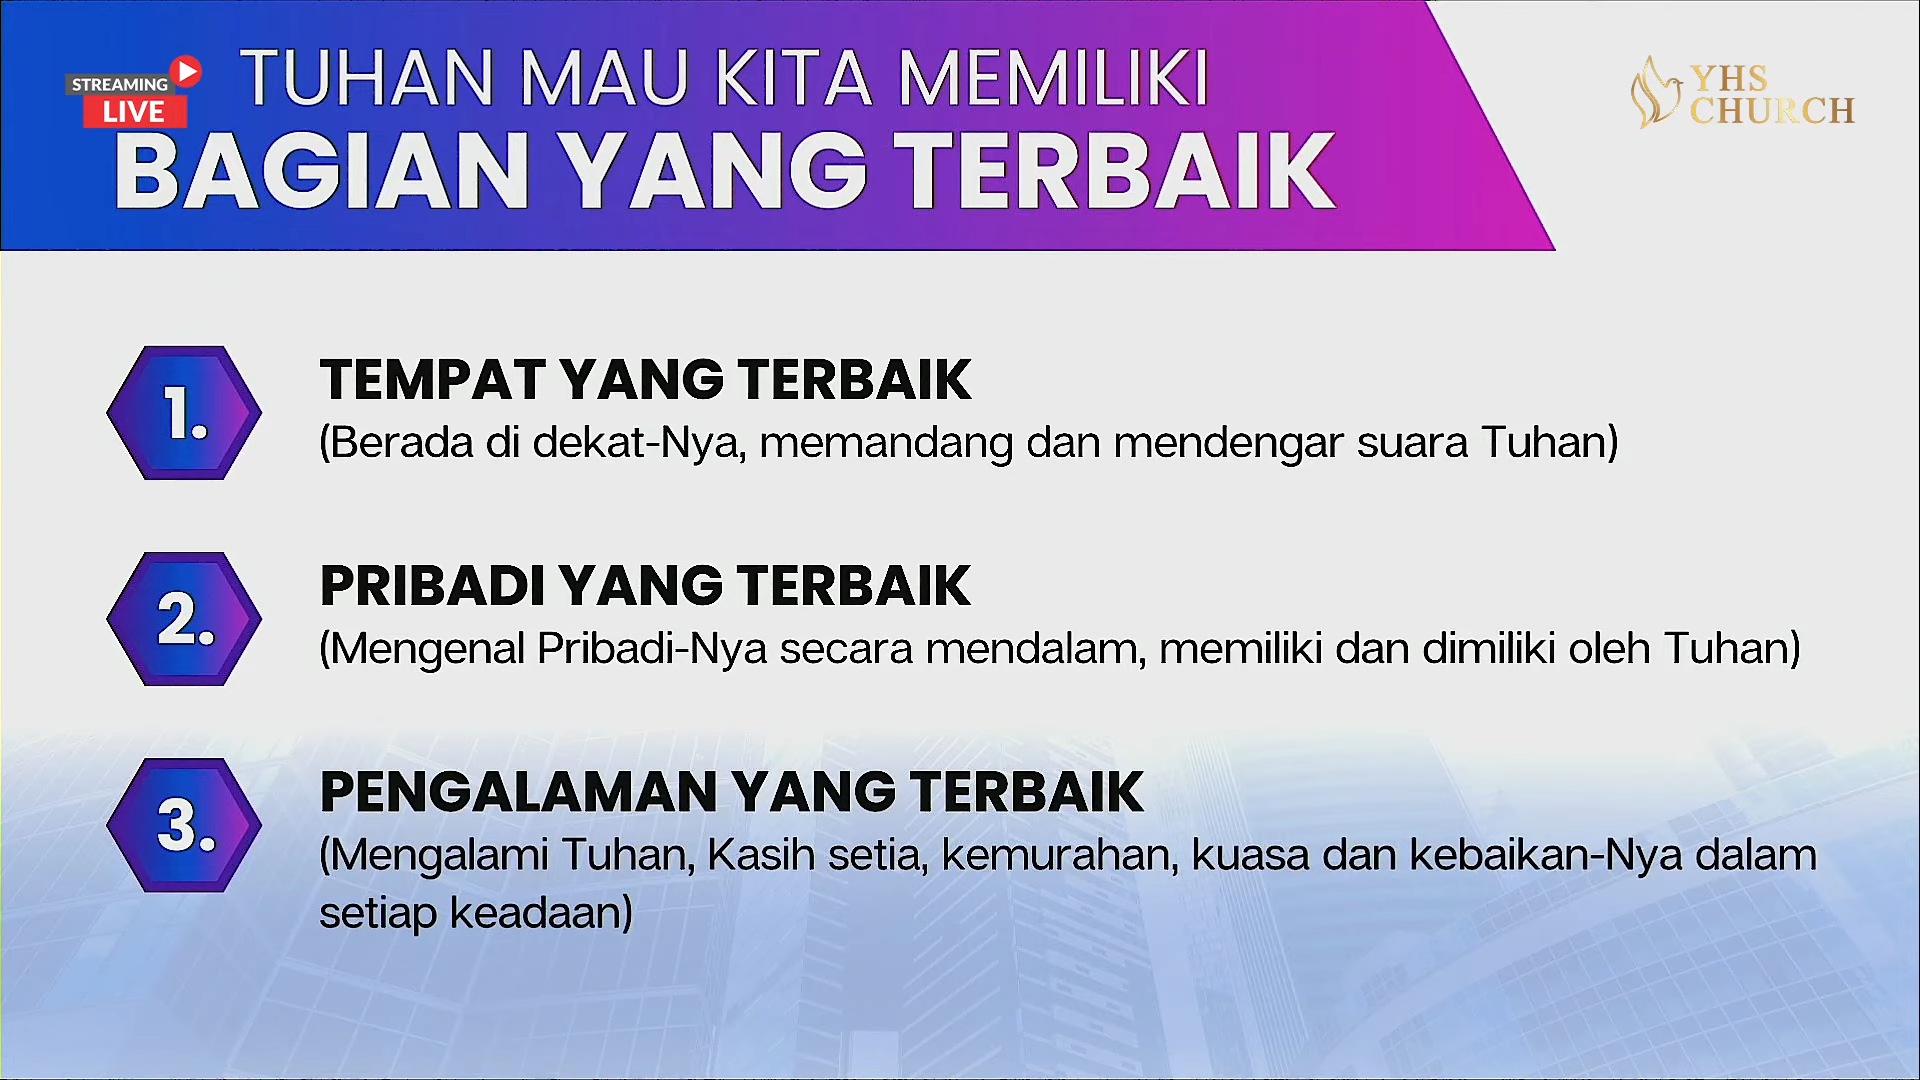 STREAMING
LIVE
TUHAN MAU KITA MEMILIKI
BAGIAN YANG TERBAIK
YHS
CHURCH
1.
TEMPAT YANG TERBAIK
(Berada di dekat-Nya, memandang dan mendengar suara Tuhan)
2.
PRIBADI YANG TERBAIK
(Mengenal Pribadi-Nya secara mendalam, memiliki dan dimiliki oleh Tuhan)
3.
PENGALAMAN YANG TERBAIK
(Mengalami Tuhan, Kasih setia, kemurahan, kuasa dan kebaikan-Nya dalam
setiap keadaan)